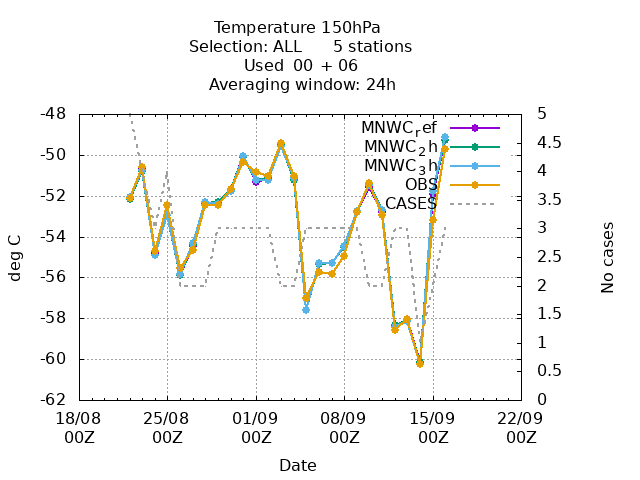 Temperature 150hPa
Selection: ALL 5 stations
Used 00 + 06
Averaging window: 24h
-48
-50
-52
-54
-56
-58
-60
-62
deg C
5
4.5
4
3.5
3
2.5
2
1.5
1
0.5
0
No cases
MNWCref
MNWC2h
MNWC3h
OBS
CASES
18/08 25/08 01/09 08/09 15/09 22/09
00Z 00Z 00Z 00Z 00Z 00Z
Date